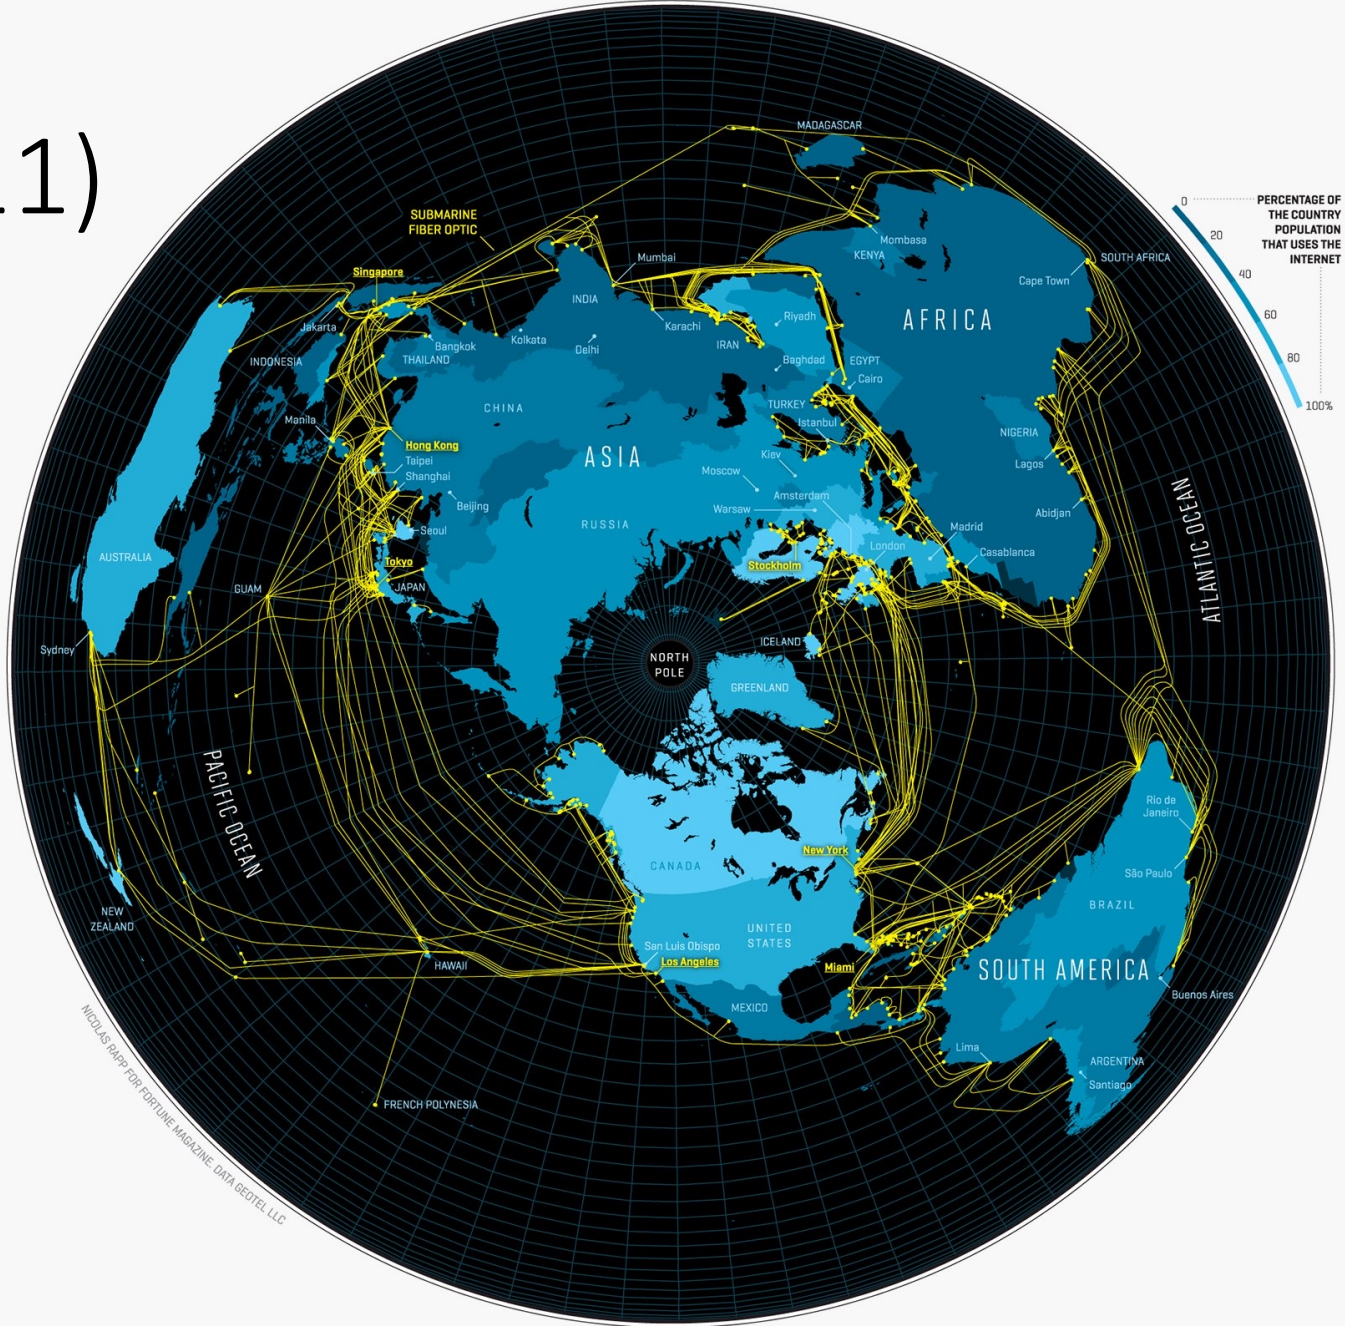 .1)
MADAGASCAR
0
PERCENTAGE OF
THE COUNTRY
POPULATION
THAT USES THE
INTERNET
20
40
60
80
100%
SUBMARINE
FIBER OPTIC
Mombasa
KENYA
SOUTH AFRICA
Cape Town
Mumbai
Singapore
INDIA
AFRICA
Riyadh
Jakarta
Karachi
Kolkata
Bangkok
IRAN
Delhi
THAILAND
INDONESIA
Baghdad
EGYPT
Cairo
CHINA
TURKEY
Istanbul
Manila
NIGERIA
Hong Kong
ASIA
Kiev
Lagos
Taipei
Shanghai
Moscow
Amsterdam
Beijing
Warsaw
Abidjan
RUSSIA
Seoul
Madrid
London
Casablanca
ATLANTIC OCEAN
AUSTRALIA
Tokyo
Stockholm
GUAM
JAPAN
Sydney
ICELAND
NORTH
POLE
GREENLAND
PACIFIC OCEAN
Rio de
Janeiro
New York
CANADA
São Paulo
BRAZIL
NEW
ZEALAND
UNITED
STATES
San Luis Obispo
Los Angeles
HAWAII
Miami
SOUTH AMERICA
Buenos Aires
MEXICO
Lima
ARGENTINA
Santiago
FRENCH POLYNESIA
NICOLAS RAPP FOR FORTUNE MAGAZINE. DATA GEOTEL LLC